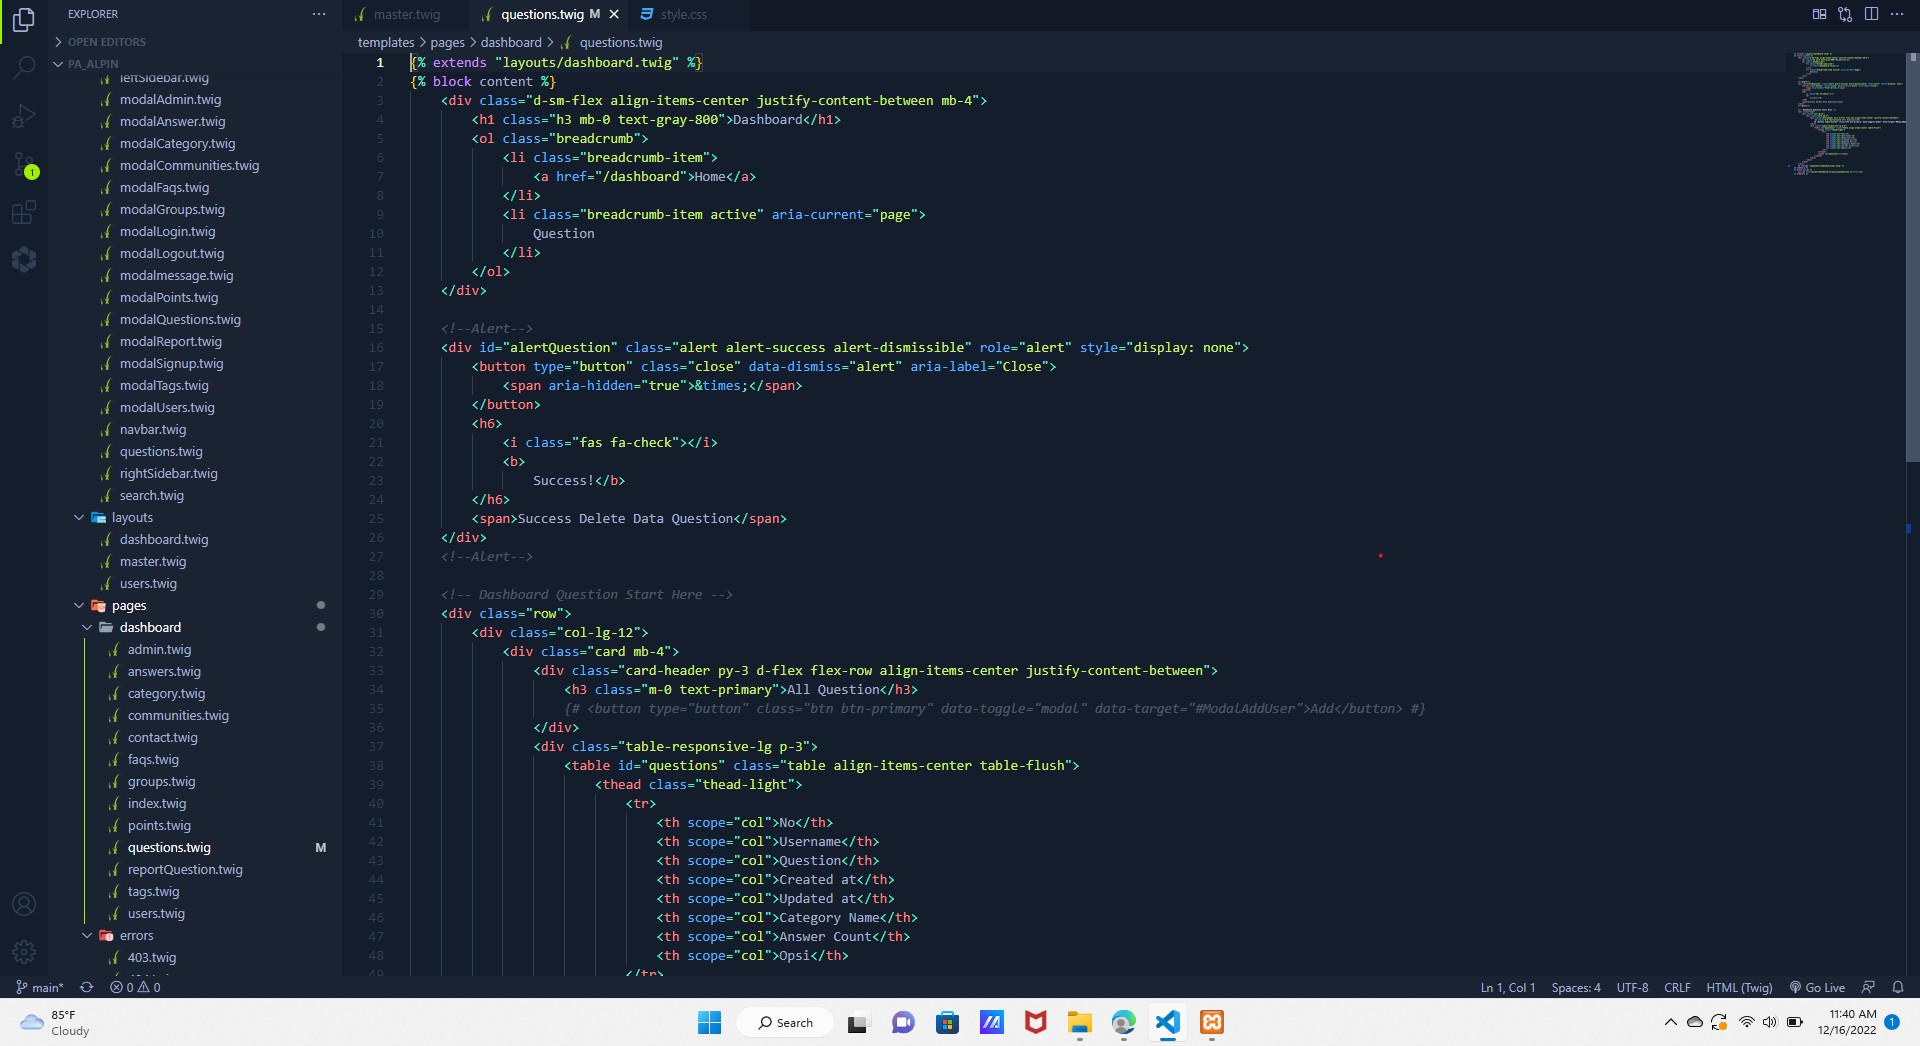 EXPLORER
OPEN EDITORS
PA_ALPIN
leftSidebar.twig
modalAdmin.twig
modalAnswer.twig
modalCategory.twig
modalCommunities.twig
modalFaqs.twig
modalGroups.twig
modalLogin.twig
modalLogout.twig
modalmessage.twig
modalPoints.twig
modalQuestions.twig
modalReport.twig
modalSignup.twig
modalTags.twig
modalUsers.twig
navbar.twig
questions.twig
rightSidebar.twig
search.twig
layouts
dashboard.twig
master.twig
users.twig
pages
dashboard
admin.twig
answers.twig
category.twig
communities.twig
contact.twig
faqs.twig
groups.twig
index.twig
points.twig
questions.twig M
reportQuestion.twig
tags.twig
users.twig
errors
403.twig
1
master.twig questions.twig M style.css
templates > pages > dashboard > questions.twig
1 {% extends "layouts/dashboard.twig" %}
2 {% block content %}
3 <div class="d-sm-flex align-items-center justify-content-between mb-4">
4 <h1 class="h3 mb-0 text-gray-800">Dashboard</h1>
5 <ol class="breadcrumb">
6 <li class="breadcrumb-item">
7 <a href="/dashboard">Home</a>
8 </li>
9 <li class="breadcrumb-item active" aria-current="page">
10 Question
11 </li>
12 </ol>
13 </div>
14
15 <!--Alert-->
16 <div id="alertQuestion" class="alert alert-success alert-dismissible" role="alert" style="display: none">
17 <button type="button" class="close" data-dismiss="alert" aria-label="Close">
18 <span aria-hidden="true">&times;</span>
19 </button>
20 <h6>
21 <i class="fas fa-check"></i>
22 <b>
23 Success!</b>
24 </h6>
25 <span>Success Delete Data Question</span>
26 </div>
27 <!--Alert-->
28
29 <!-- Dashboard Question Start Here -->
30 <div class="row">
31 <div class="col-lg-12">
32 <div class="card mb-4">
33 <div class="card-header py-3 d-flex flex-row align-items-center justify-content-between">
34 <h3 class="m-0 text-primary">All Question</h3>
35 {# <button type="button" class="btn btn-primary" data-toggle="modal" data-target="#ModalAddUser">Add</button> #}
36 </div>
37 <div class="table-responsive-lg p-3">
38 <table id="questions" class="table align-items-center table-flush">
39 <thead class="thead-light">
40 <tr>
41 <th scope="col">No</th>
42 <th scope="col">Username</th>
43 <th scope="col">Question</th>
44 <th scope="col">Created at</th>
45 <th scope="col">Updated at</th>
46 <th scope="col">Category Name</th>
47 <th scope="col">Answer Count</th>
48 <th scope="col">Opsi</th>
49 </tr>
main* 0 0 Ln 1, Col 1 Spaces: 4 UTF-8 CRLF HTML (Twig) Go Live
85°F
Cloudy
Search
11:40 AM
12/16/2022
1